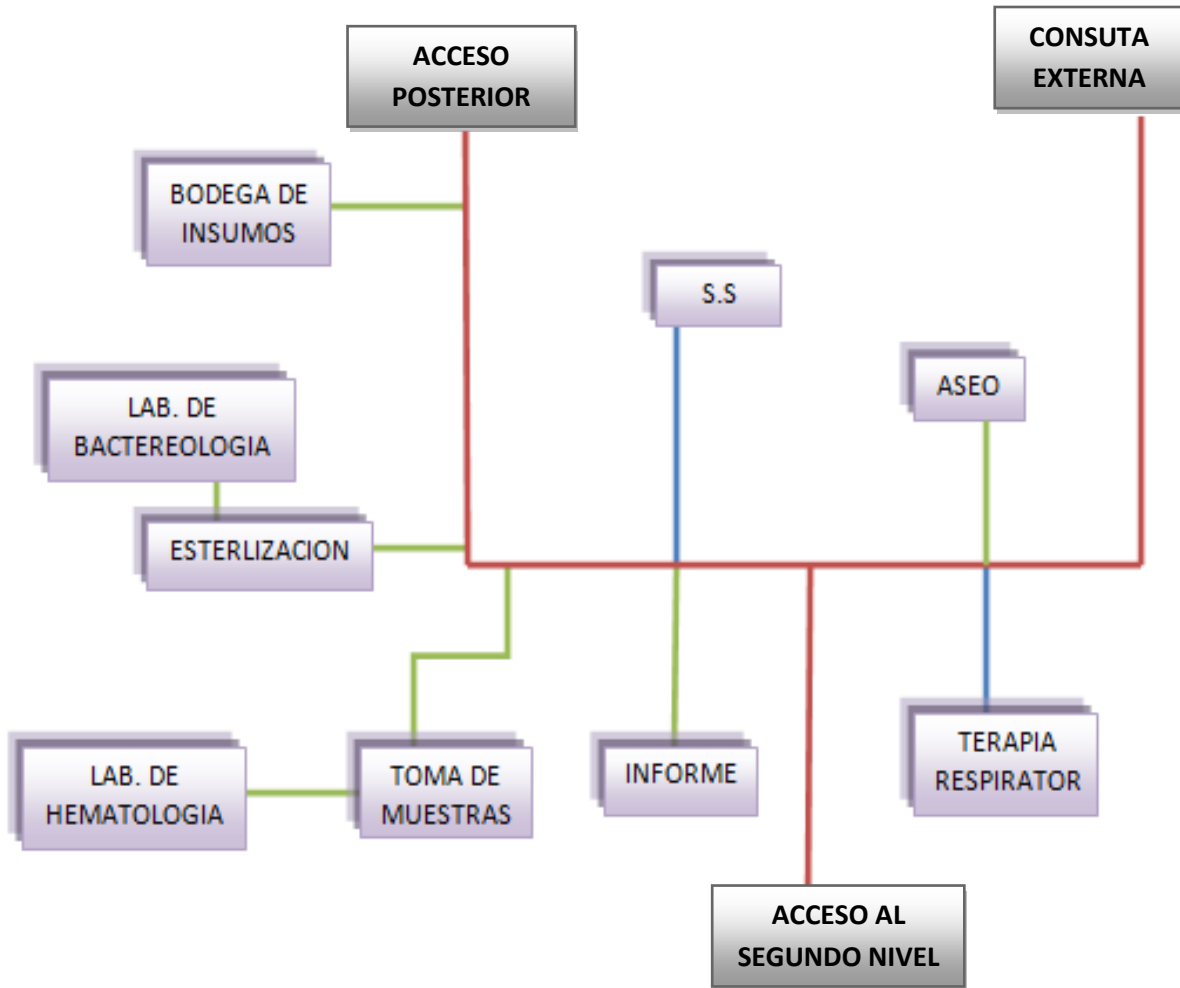 ACCESO
POSTERIOR
CONSUTA
EXTERNA
BODEGA DE
INSUMOS
S.S
ASEO
LAB. DE
BACTEREOLOGIA
ESTERLIZACION
LAB. DE
HEMATOLOGIA
TOMA DE
MUESTRAS
INFORME
TERAPIA
RESPIRATOR
ACCESO AL
SEGUNDO NIVEL